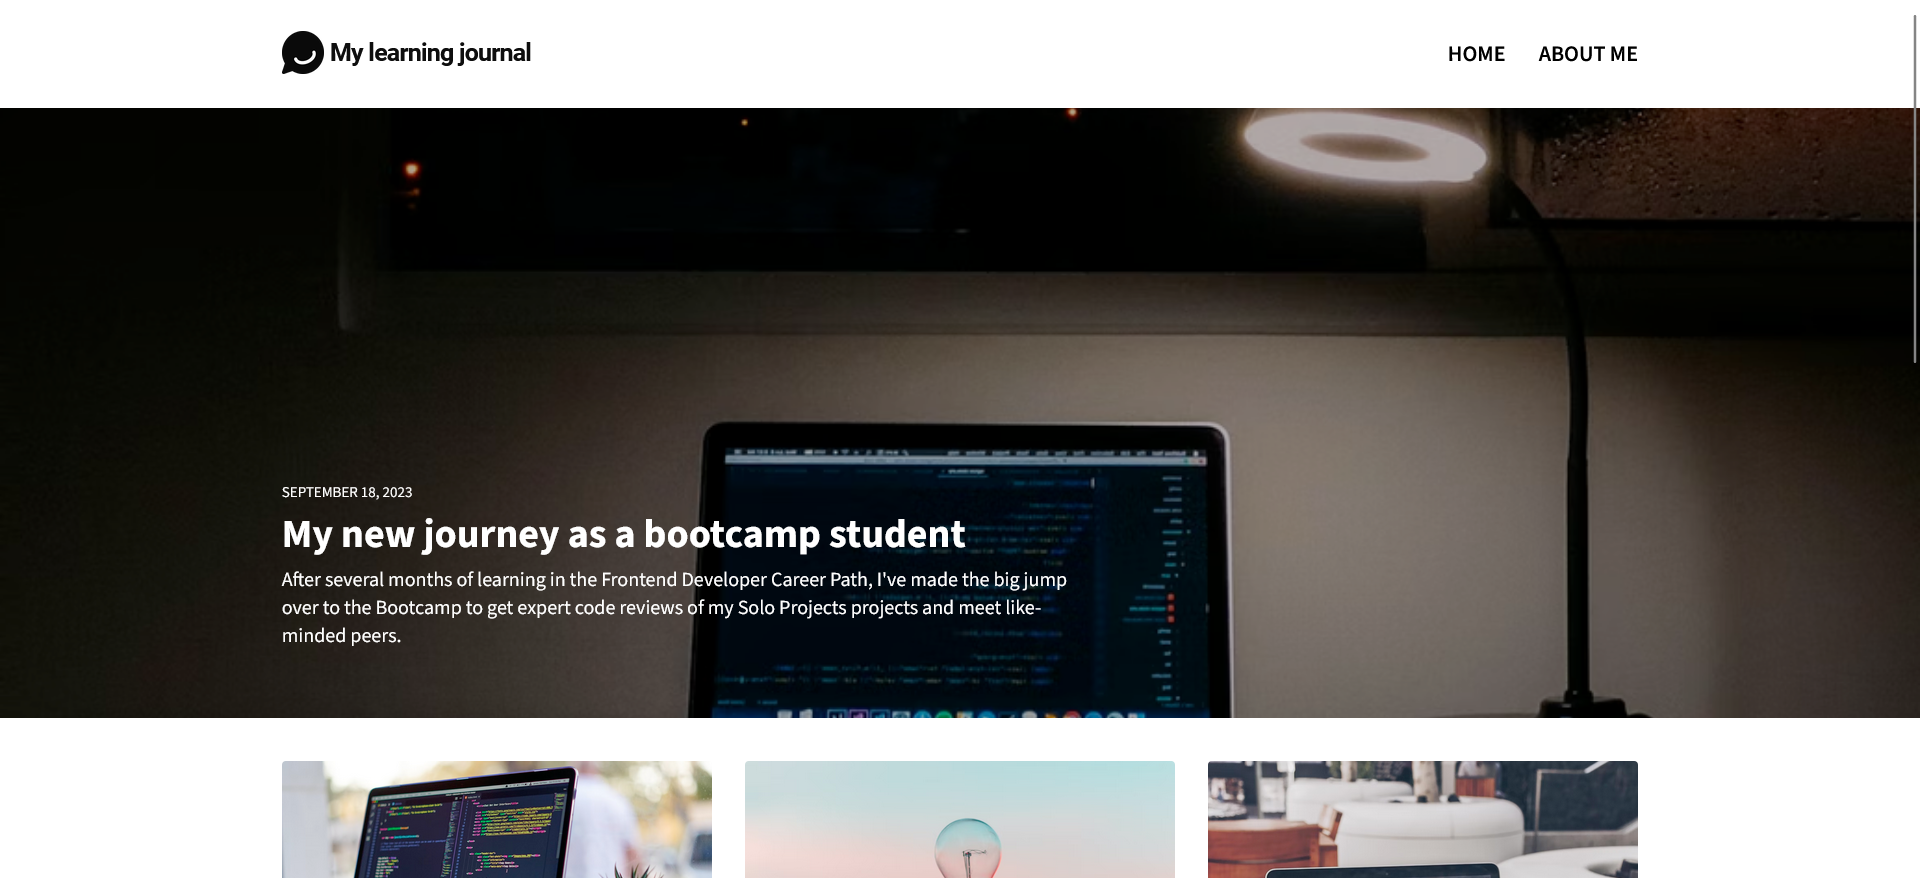 My learning journal
HOME
ABOUT ME
SEPTEMBER 18, 2023
My new journey as a bootcamp student
After several months of learning in the Frontend Developer Career Path, I've made the big jump
over to the Bootcamp to get expert code reviews of my Solo Projects projects and meet like-
minded peers.